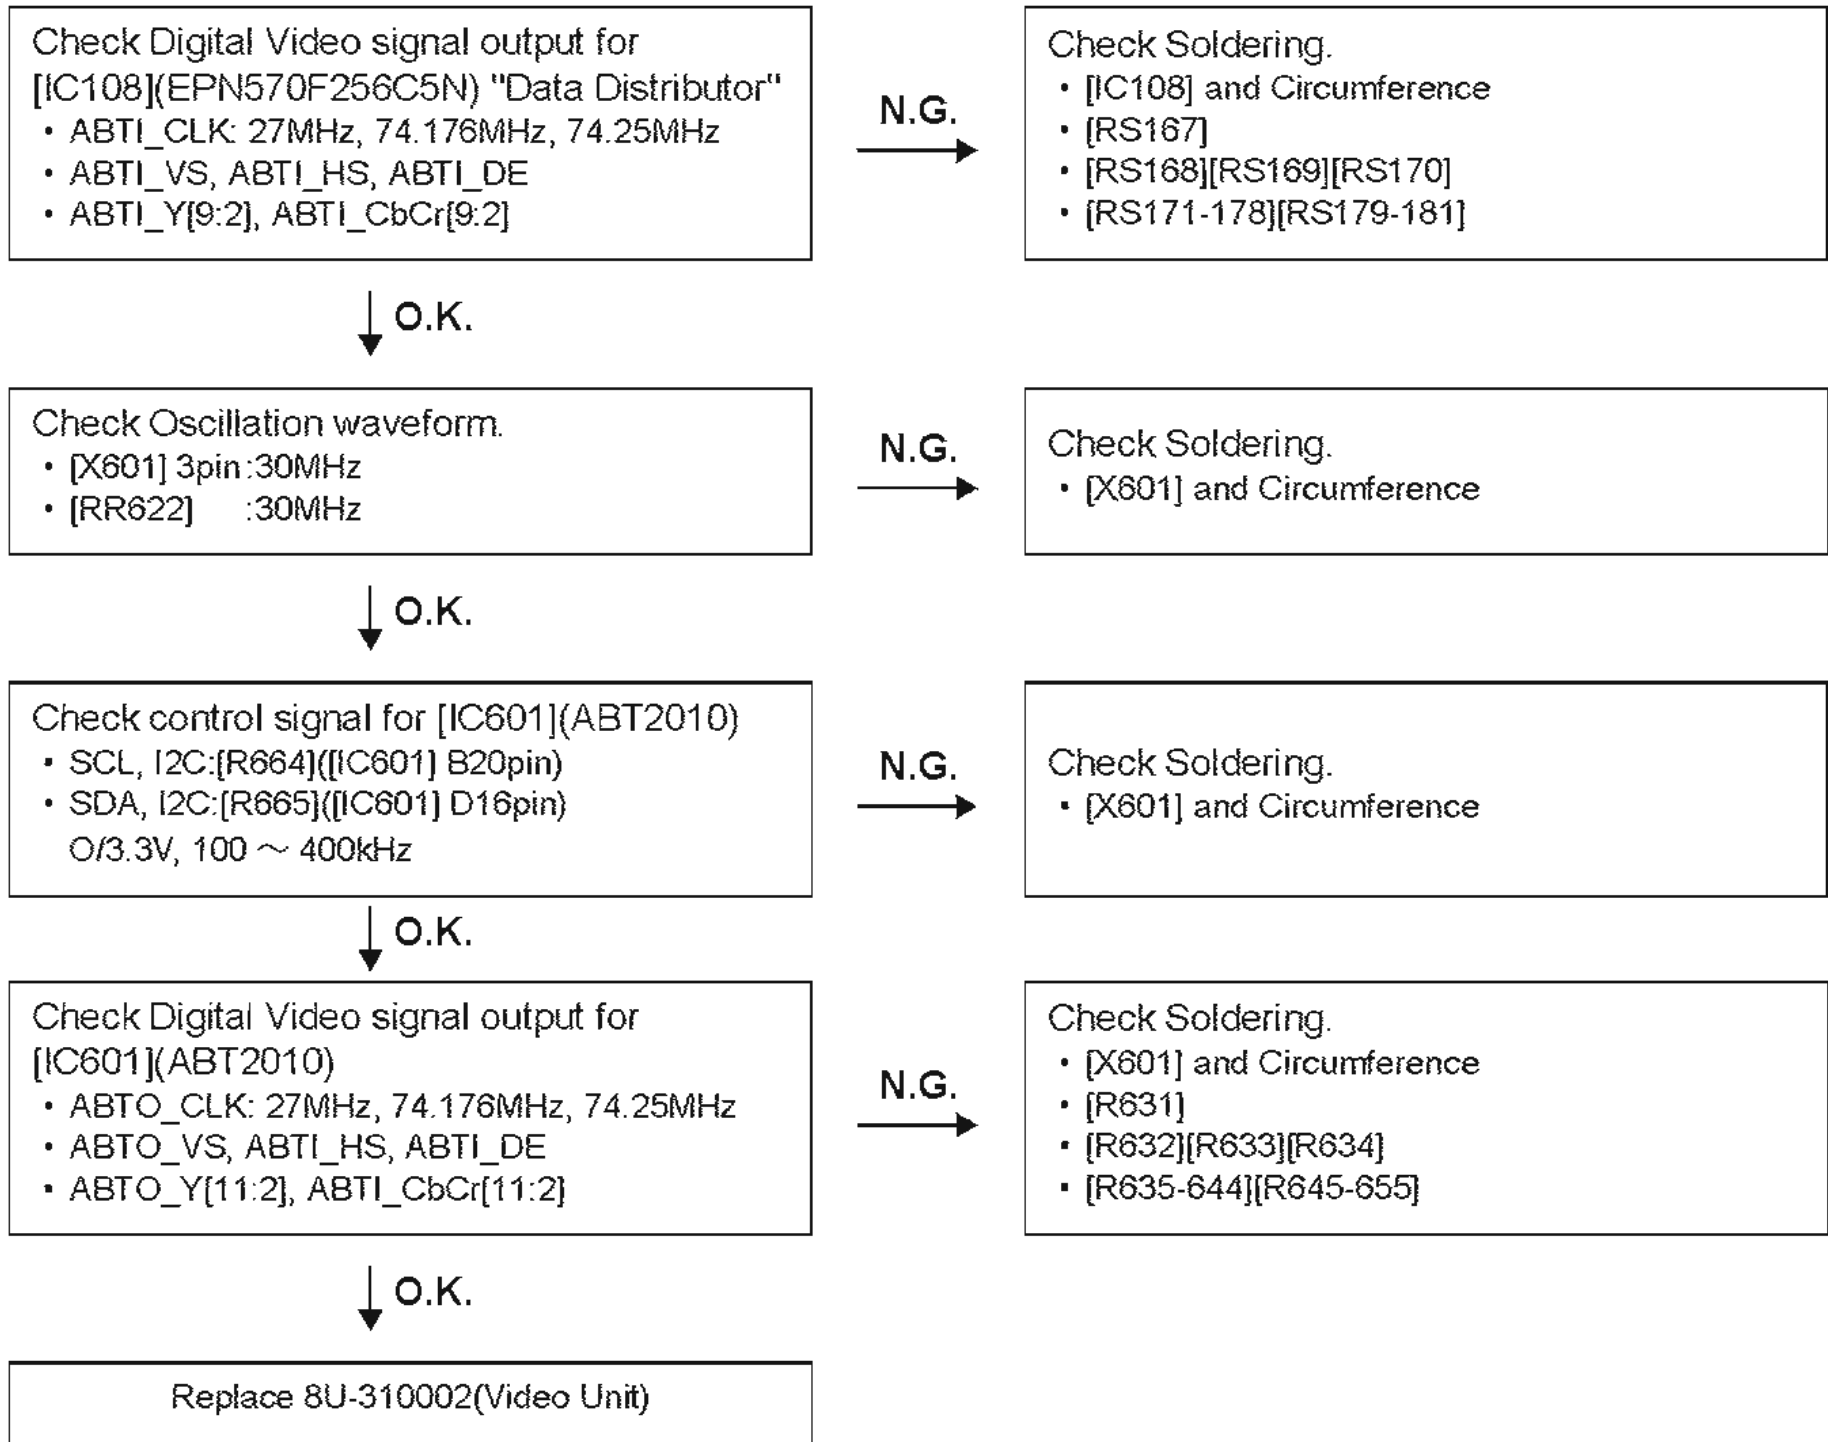 Check Digital Video signal output for
[IC108](EPN570F256C5N) "Data Distributor"
• ABTI_CLK: 27MHz, 74.176MHz, 74.25MHz
• ABTI_VS, ABTI_HS, ABTI_DE
• ABTI_Y[9:2], ABTI_CbCr[9:2]
N.G.
Check Soldering.
• [IC108] and Circumference
• [RS167]
• [RS168][RS169][RS170]
• [RS171-178][RS179-181]
O.K.
Check Oscillation waveform.
• [X601] 3pin :30MHz
• [RR622] :30MHz
N.G.
Check Soldering.
• [X601] and Circumference
O.K.
Check control signal for [IC601](ABT2010)
• SCL, I2C:[R664]([IC601] B20pin)
• SDA, I2C:[R665]([IC601] D16pin)
O/3.3V, 100 ～ 400kHz
N.G.
Check Soldering.
• [X601] and Circumference
O.K.
Check Digital Video signal output for
[IC601](ABT2010)
• ABTO_CLK: 27MHz, 74.176MHz, 74.25MHz
• ABTO_VS, ABTI_HS, ABTI_DE
• ABTO_Y[11:2], ABTI_CbCr[11:2]
N.G.
Check Soldering.
• [X601] and Circumference
• [R631]
• [R632][R633][R634]
• [R635-644][R645-655]
O.K.
Replace 8U-310002(Video Unit)